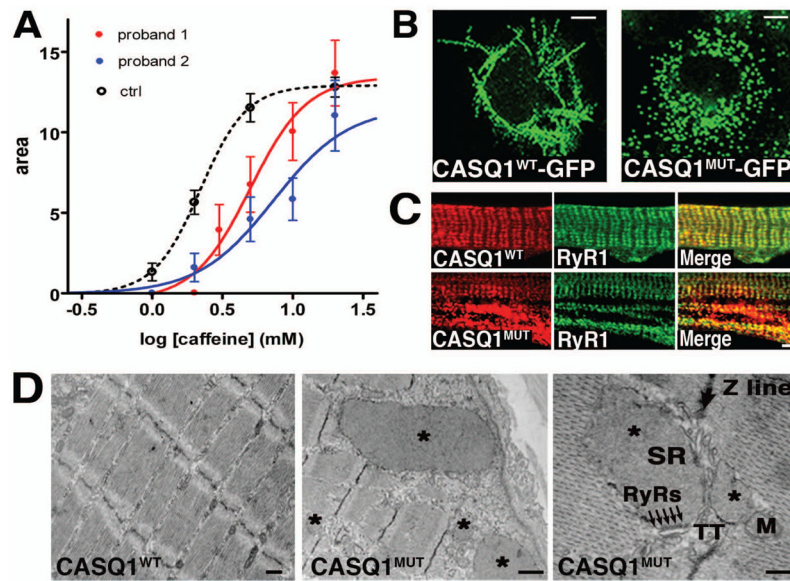 A
15
10
5
0
area
proband 1
proband 2
ctrl
-0.5 0.0 0.5 1.0 1.5
log [caffeine] (mM)
B
CASQ1WT-GFP
CASQ1MUT-GFP
C
CASQ1WT
RyR1
Merge
CASQ1MUT
RyR1
Merge
D
CASQ1WT
*
*
*
*
CASQ1MUT
Z line
*
SR
*
RyRs
TT
M
CASQ1MUT